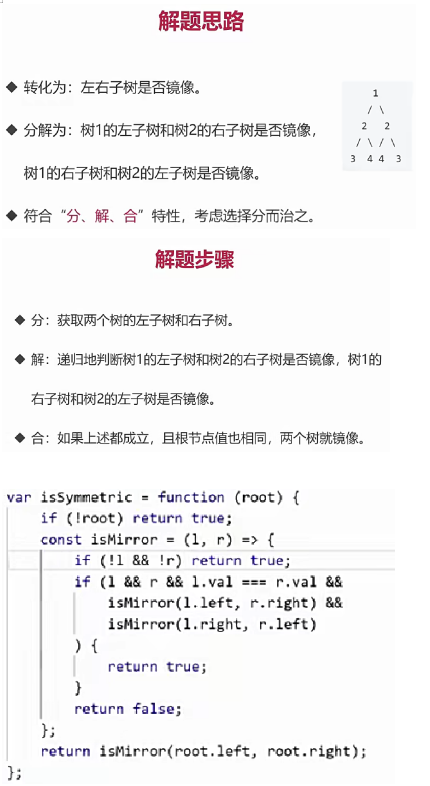 解题思路
◆ 转化为：左右子树是否镜像。
◆ 分解为：树1的左子树和树2的右子树是否镜像，
树1的右子树和树2的左子树是否镜像。
◆ 符合“分、解、合”特性，考虑选择分而治之。
1
/ \
2 2
/ \ / \
3 4 4 3
解题步骤
◆ 分：获取两个树的左子树和右子树。
◆ 解：递归地判断树1的左子树和树2的右子树是否镜像，树1的
右子树和树2的左子树是否镜像。
◆ 合：如果上述都成立，且根节点值也相同，两个树就镜像。
var isSymmetric = function (root) {
    if (!root) return true;
    const isMirror = (l, r) => {
        if (!l && !r) return true;
        if (l && r && l.val === r.val &&
            isMirror(l.left, r.right) &&
            isMirror(l.right, r.left)
        ) {
            return true;
        }
        return false;
    };
    return isMirror(root.left, root.right);
};